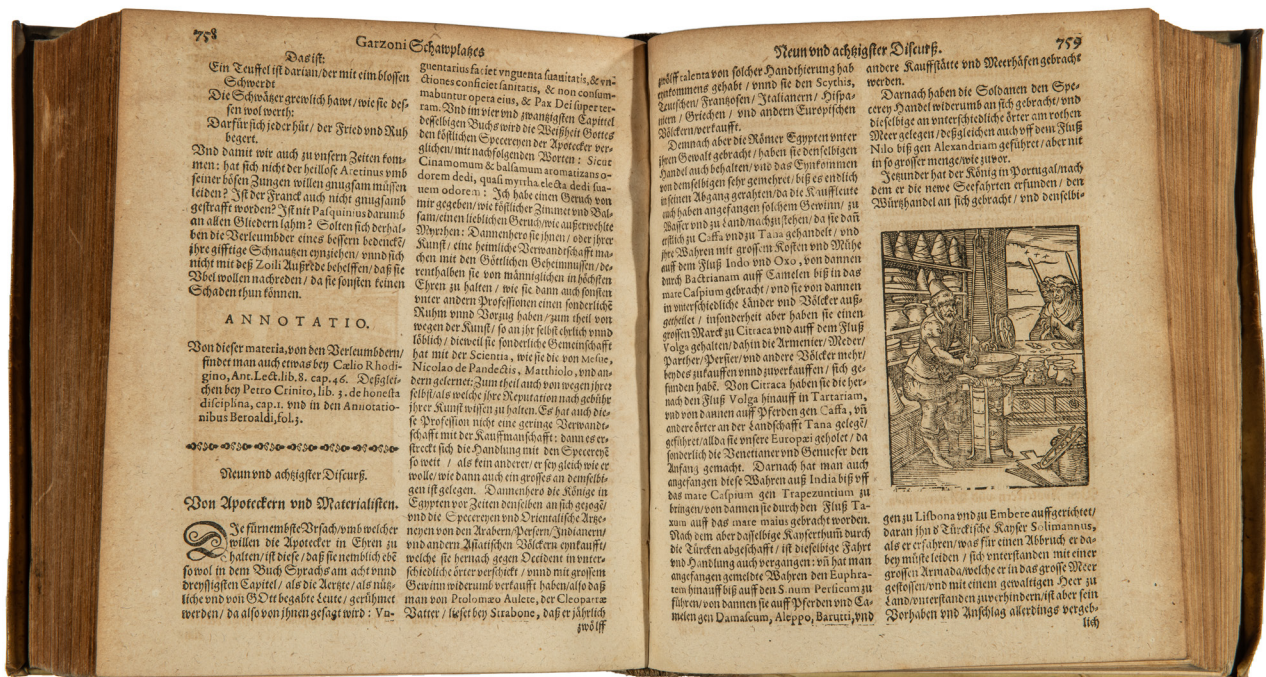 758
Garzoni Schawplatzes
Das ist:
Ein Teuffel ist darinn/der mit eim blossen
Schwerdt
Die Schwätzer grewlich hawt/wie sie des-
sen wol werth:
Darfür sich jeder hüt/ der Fried vnd Ruh
begert.
Vnd damit wir auch zu vnsern Zeiten kom-
men: hat sich nicht der heillose Aretinus vmb
seiner bösen Zungen willen gnugsam müssen
leiden? Ist der Franck auch nicht gnugsamb
gestrafft worden? Ist nit Pasquinus darumb
an allen Gliedern lahm? Solten sich derhal-
ben die Verleumbder eines bessern bedencke/
jhre gifftige Schnautzen eynziehen/ vnnd sich
nicht mit deß Zoili Außrede behelffen/daß sie
Vbel wollen nachreden/ da sie sonsten keinen
Schaden thun können.
ANNOTATIO.
Von dieser materia, von den Verleumbdern/
findet man auch etwas bey Cælio Rhodi-
gino, Ant. Lect. lib. 8. cap. 46. Deßglei-
chen bey Petro Crinito, lib. 3. de honesta
disciplina, cap. 1. vnd in den Annotatio-
nibus Beroaldi, fol. 3.
Neun vnd achtzigster Discurß.
Von Apoteckern vnd Materialisten.
DJe fürnembste Vrsach/vmb welcher
willen die Apotecker in Ehren zu
halten/ist diese/daß sie nemblich ebē
so wol in dem Buch Syrachs am acht vnnd
dreyssigsten Capitel/ als die Aerzte/als nütz-
liche vnd von GOtt begabte Leute/ gerühmet
werden/ da also von jhnen gesagt wird: Vn-
guentarius faciet vnguenta suauitatis, & vn-
ctiones conficiet sanitatis, & non consum-
mabuntur opera eius, & Pax Dei super ter-
ram. Vnd im vier vnd zwantzigsten Capittel
desselbigen Buchs wird die Weißheit Gottes
den köstlichen Specereyen der Apotecker ver-
glichen/mit nachfolgenden Worten: Sicut
Cinamomum & balsamum aromatizans o-
dorem dedi, quasi myrrha electa dedi sua-
uem odorem: Ich habe einen Geruch von
mir gegeben/wie köstlicher Zimmet vnd Bal-
sam/einen lieblichen Geruch/wie außerwehlte
Myrrhen: Dannenhero sie jhnen/ oder jhrer
Kunst/ eine heimliche Verwandtschafft ma-
chen mit den Göttlichen Geheimnussen/de-
renthalben sie von männiglichen in höchsten
Ehren zu halten/ wie sie dann auch sonsten
vnter andern Professionen einen sonderlichē
Ruhm vnnd Vorzug haben/zum theil von
wegen der Kunst/ so an jhr selbst ehrlich vnnd
löblich/ dieweil sie sonderliche Gemeinschafft
hat mit der Scientia, wie sie die von Mesue,
Nicolao de Pandectis, Matthiolo, vnd an-
dern gelernet: Zum theil auch von wegen jhrer
selbst/als welche jhre Reputation nach gebühr
jhrer Kunst wissen zu halten. Es hat auch die-
se Profession nicht eine geringe Verwandt-
schafft mit der Kauffmanschafft: dann es er-
streckt sich die Handlung mit den Specereyē
so weit / als kein anderer/er sey gleich wie er
wolle/wie dann auch ein grosses an demselbi-
gen ist gelegen. Dannenhero die Könige in
Egypten vor Zeiten denselben an sich gezogē
vnd die Specereyen vnd Orientalische Artze-
neyen von den Arabern/Persern/Jndianern/
vnd andern Asiatischen Völckern eynkaufft/
welche sie hernach gegen Occident in vnter-
schiedliche örter verschickt / vnnd mit grossem
Gewinn widerumb verkaufft haben/also daß
man von Ptolomæo Aulete, der Cleopatræ
Vatter / lieset bey Strabone, daß er jährlich
zwölff
Neun vnd achtzigster Discurß.
759
zwölff talenta von solcher Handthierung hab
einkommens gehabt / vnnd sie den Scythis,
Teutschen/ Frantzosen/ Jtalianern/ Hispa-
niern/ Griechen / vnd andern Europischen
Völckern/verkaufft.
Demnach aber die Römer Egypten vnter
jhren Gewalt gebracht/ haben sie denselbigen
Handel auch behalten/ vnd das Eynkommen
von demselbigen sehr gemehret/ biß es endlich
in seinen Abgang gerahten/da die Kauffleute
auch haben angefangen solchem Gewinn/ zu
Wasser vnd zu Land/nachzustehen/ da sie dañ
erstlich zu Caffa vnd zu Tana gehandelt / vnd
jhre Wahren mit grossem Kosten vnd Mühe
auff dem Fluß Indo vnd Oxo, von dannen
durch Bactrianam auff Camelen biß in das
mare Caspium gebracht/ vnd sie von dannen
in vnterschiedliche Länder vnd Völcker auß-
getheilet / insonderheit aber haben sie einen
grossen Marck zu Citraca vnd auff dem Fluß
Volga gehalten/ dahin die Armenier/ Meder/
Parther/Persier/vnd andere Völcker mehr/
beydes zu kauffen vnnd zu verkauffen / sich ge-
funden habē. Von Citraca haben sie die her-
nach den Fluß Volga hinauff in Tartariam,
vnd von dannen auff Pferden gen Caffa, vñ
andere örter an der Landschafft Tana gelegē/
geführet/allda sie vnsere Europæi geholet / da
sonderlich die Venetianer vnd Genueser den
Anfang gemacht. Darnach hat man auch
angefangen diese Wahren auß India biß vff
das mare Caspium gen Trapezuntium zu
bringen/von dannen sie durch den Fluß Ta-
xum auff das mare maius gebracht worden.
Nach dem aber dasselbige Kayserthum durch
die Türcken abgeschafft / ist dieselbige Fahrt
vnd Handlung auch vergangen: vñ hat man
angefangen gemeldte Wahren den Euphra-
tem hinauff biß auff den Sinum Persicum zu
führen/von dannen sie auff Pferden vnd Ca-
melen gen Damascum, Aleppo, Barutti, vnd
andere Kauffstätte vnd Meerhäfen gebracht
werden.
Darnach haben die Soldanen den Spe-
cerey Handel widerumb an sich gebracht/vnd
dieselbige an vnterschiedliche örter am rothen
Meer gelegen/ deßgleichen auch vff dem Fluß
Nilo biß gen Alexandriam geführet/aber nit
in so grosser menge/wie zuvor.
Jetzunder hat der König in Portugal/nach
dem er die newe Seefahrten erfunden / den
Würtzhandel an sich gebracht/ vnd denselbi-
gen zu Lisbona vnd zu Embere auffgerichtet/
daran jhn d' Türckische Kayser Solimannus,
als er erfahren/was für einen Abbruch er da-
bey müste leiden / sich vnterstanden mit einer
grossen Armada/welche er in das grosse Meer
gestossen/vnd mit einem gewaltigen Heer zu
Land/vnterstanden zuverhindern/ist aber sein
Vorhaben vnd Anschlag allerdings vergeb-
lich